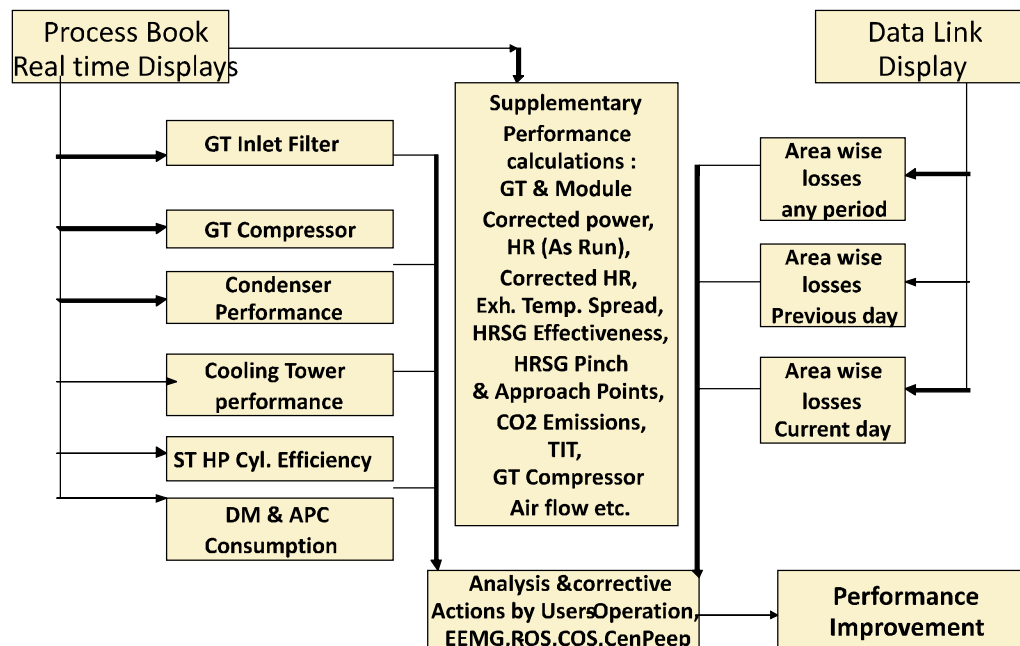 Process Book
Real time Displays
Data Link
Display
GT Inlet Filter
GT Compressor
Condenser
Performance
Cooling Tower
performance
ST HP Cyl. Efficiency
DM & APC
Consumption
Supplementary
Performance
calculations :
GT & Module
Corrected power,
HR (As Run),
Corrected HR,
Exh. Temp. Spread,
HRSG Effectiveness,
HRSG Pinch
& Approach Points,
CO2 Emissions,
TIT,
GT Compressor
Air flow etc.
Area wise
losses
any period
Area wise
losses
Previous day
Area wise
losses
Current day
Analysis &corrective
Actions by UsersOperation,
EEMG,ROS,COS,CenPeep
Performance
Improvement